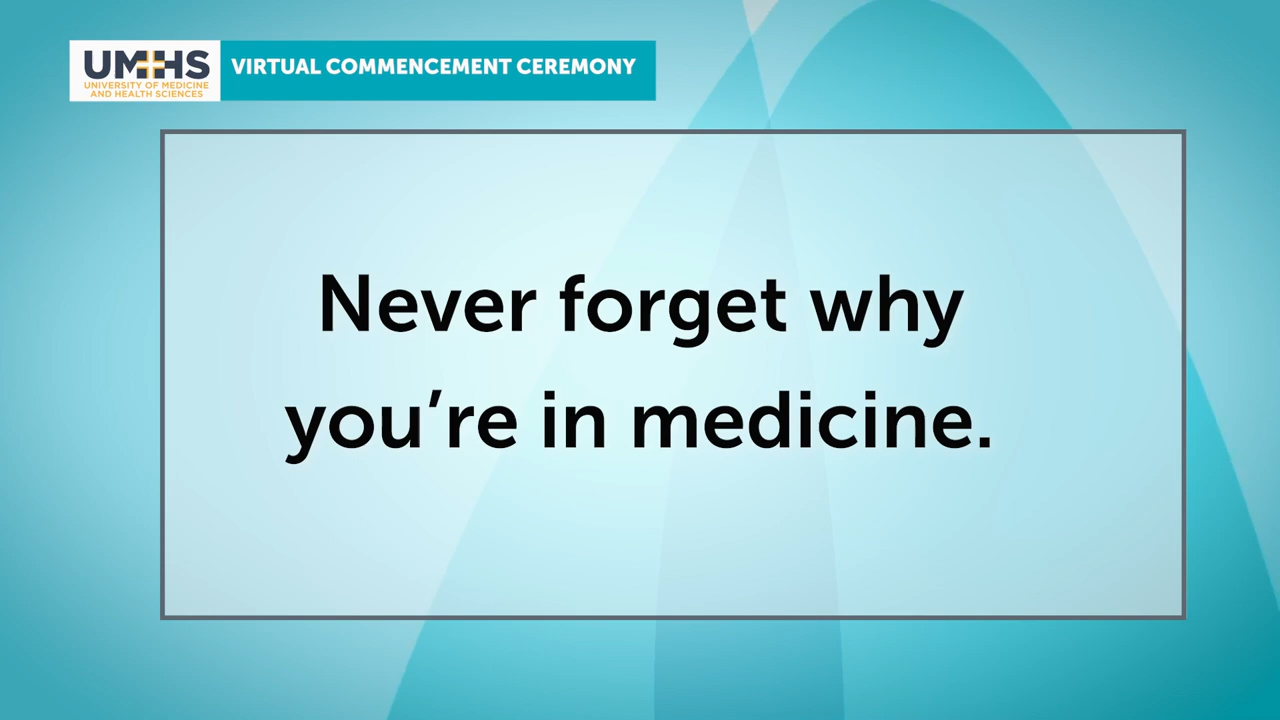 UMHS
UNIVERSITY OF MEDICINE
AND HEALTH SCIENCES
VIRTUAL COMMENCEMENT CEREMONY
Never forget why
you’re in medicine.